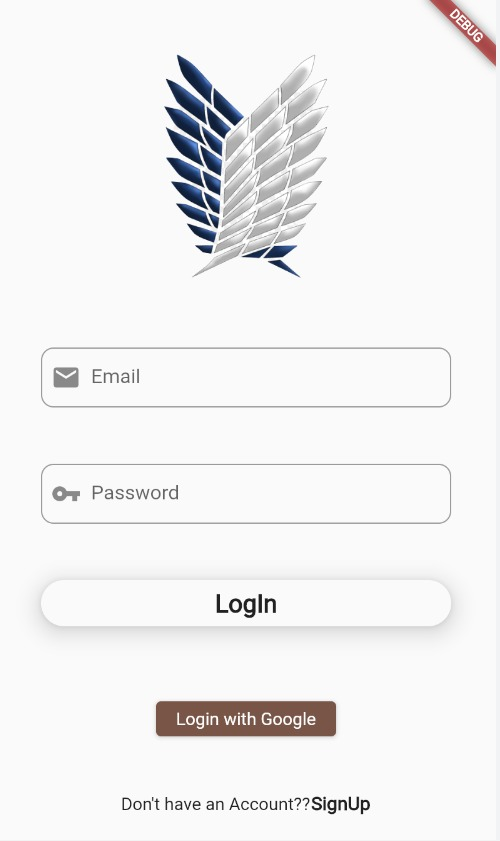 DEBUG
Email
Password
LogIn
Login with Google
Don't have an Account??SignUp